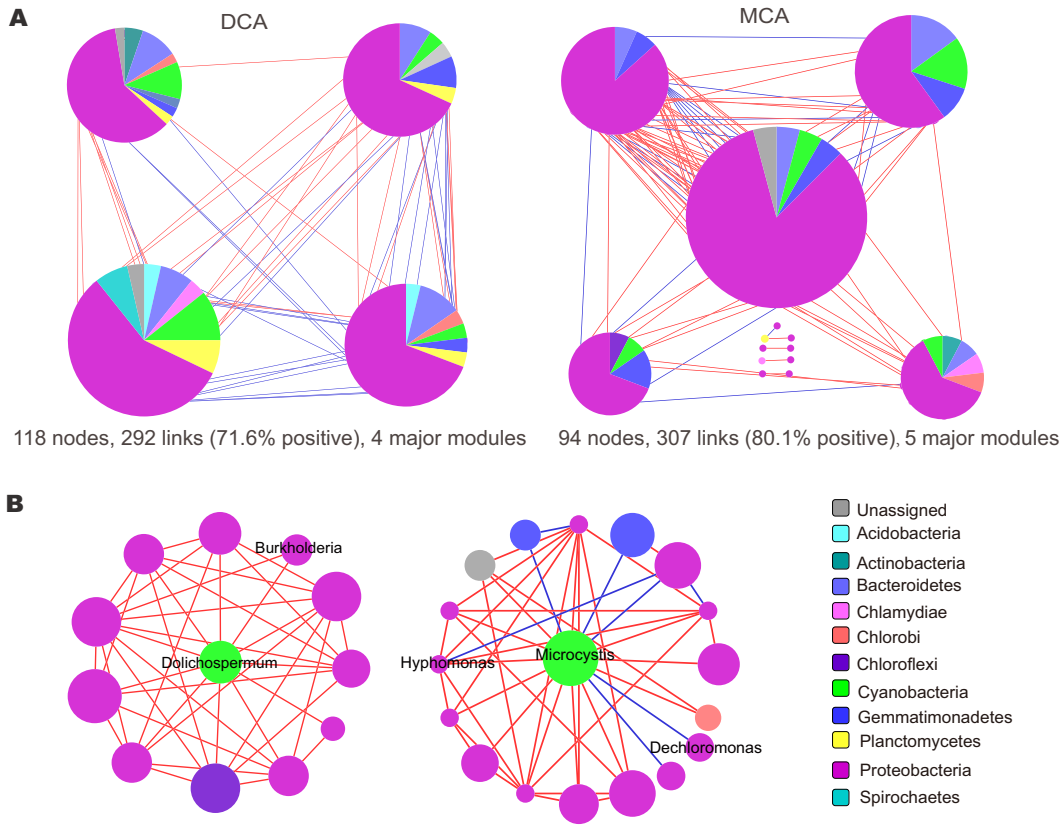 A
DCA
MCA
118 nodes, 292 links (71.6% positive), 4 major modules
94 nodes, 307 links (80.1% positive), 5 major modules
B
Burkholderia
Dolichospermum
Hyphomonas
Microcystis
Dechloromonas
Unassigned
Acidobacteria
Actinobacteria
Bacteroidetes
Chlamydiae
Chlorobi
Chloroflexi
Cyanobacteria
Gemmatimonadetes
Planctomycetes
Proteobacteria
Spirochaetes